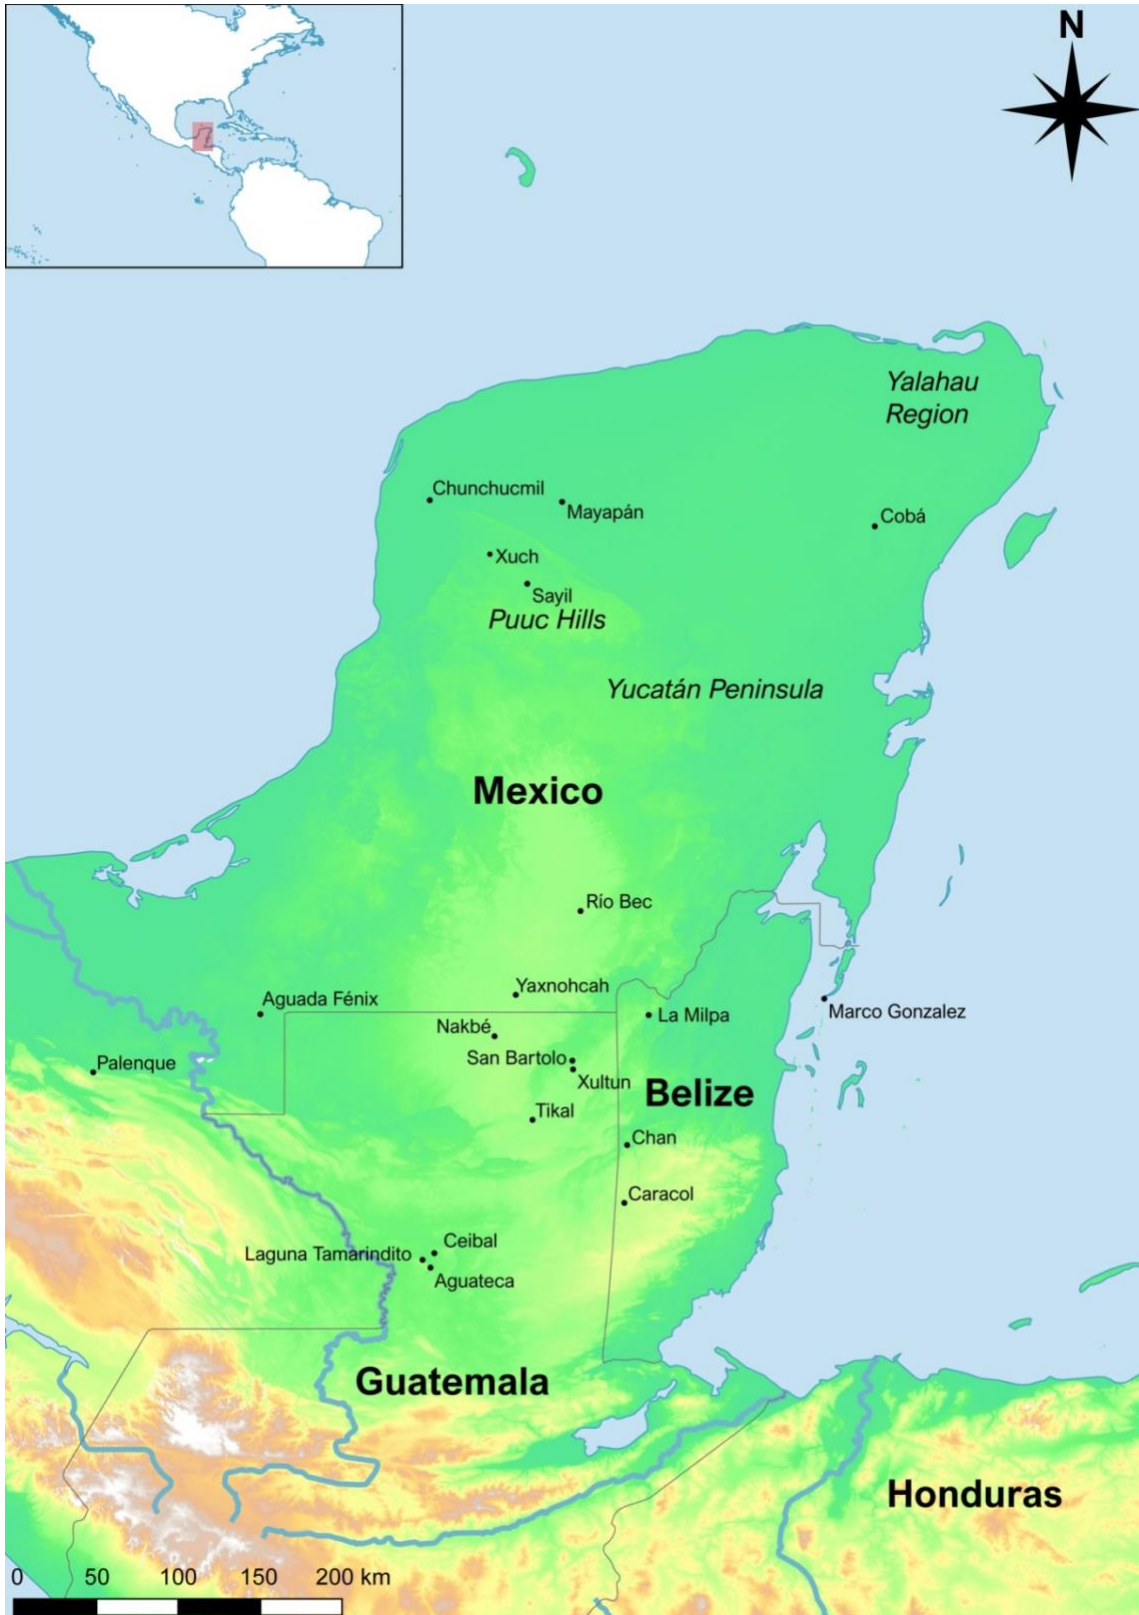 N
Yalahau
Region
Chunchucmil
Mayapán
Cobá
Xuch
Sayil
Puuc Hills
Yucatán Peninsula
Mexico
Río Bec
Yaxnohcah
Aguada Fénix
La Milpa
Marco Gonzalez
Nakbé
San Bartolo
Palenque
Xultun
Belize
Tikal
Chan
Caracol
Ceibal
Laguna Tamarindito
Aguateca
Guatemala
Honduras
0 50 100 150 200 km